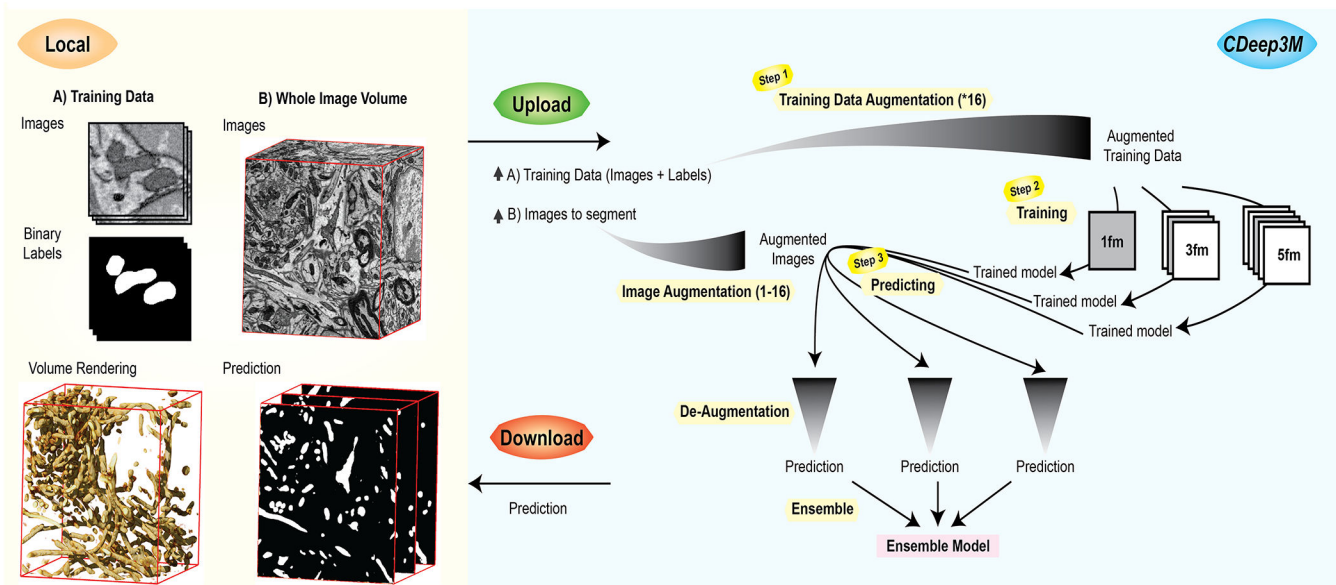 Local
A) Training Data
B) Whole Image Volume
Images
Images
Binary
Labels
Volume Rendering
Prediction
Upload
A) Training Data (Images + Labels)
B) Images to segment
Download
Prediction
CDeep3M
Step 1
Training Data Augmentation (*16)
Augmented
Training Data
Step 2
Training
1fm
3fm
5fm
Trained model
Trained model
Trained model
Image Augmentation (1-16)
Augmented
Images
Step 3
Predicting
De-Augmentation
Prediction
Prediction
Prediction
Ensemble
Ensemble Model